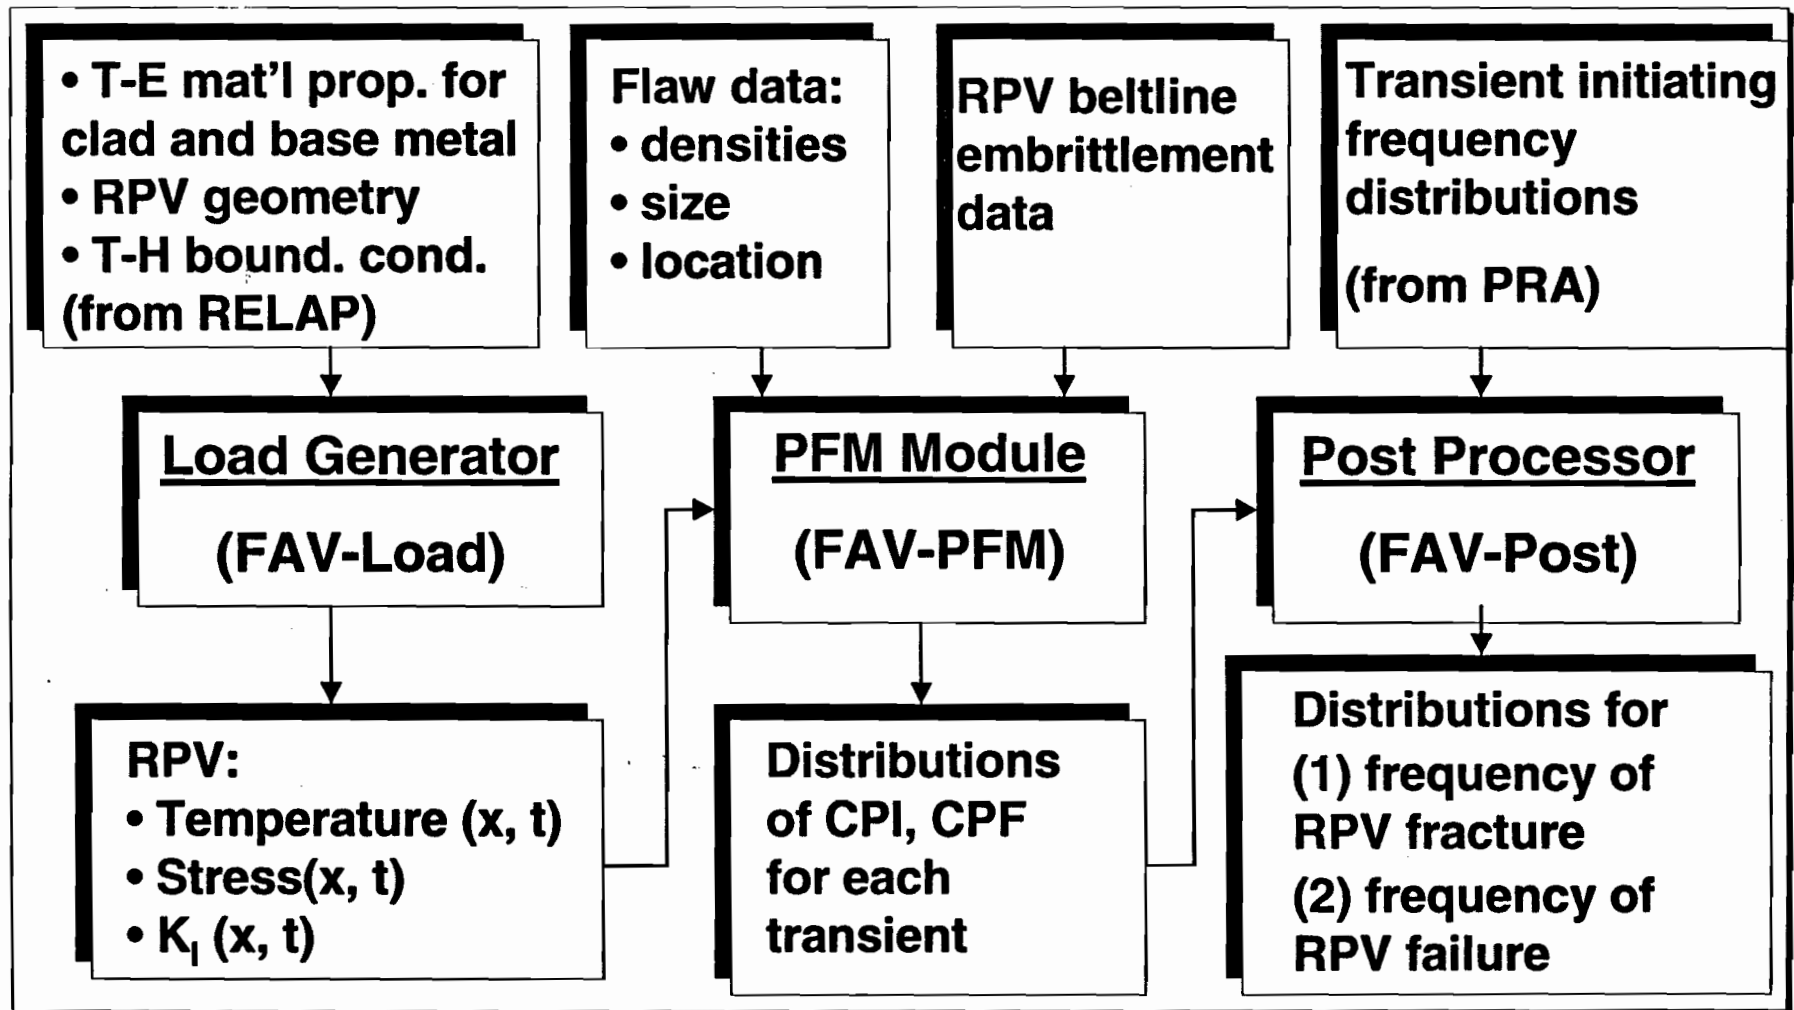 • T-E mat'l prop. for
clad and base metal
• RPV geometry
• T-H bound. cond.
(from RELAP)
Flaw data:
• densities
• size
• location
RPV beltline
embrittlement
data
Transient initiating
frequency
distributions
(from PRA)
Load Generator
(FAV-Load)
PFM Module
(FAV-PFM)
Post Processor
(FAV-Post)
RPV:
• Temperature (x, t)
• Stress(x, t)
• K_I (x, t)
Distributions
of CPI, CPF
for each
transient
Distributions for
(1) frequency of
RPV fracture
(2) frequency of
RPV failure